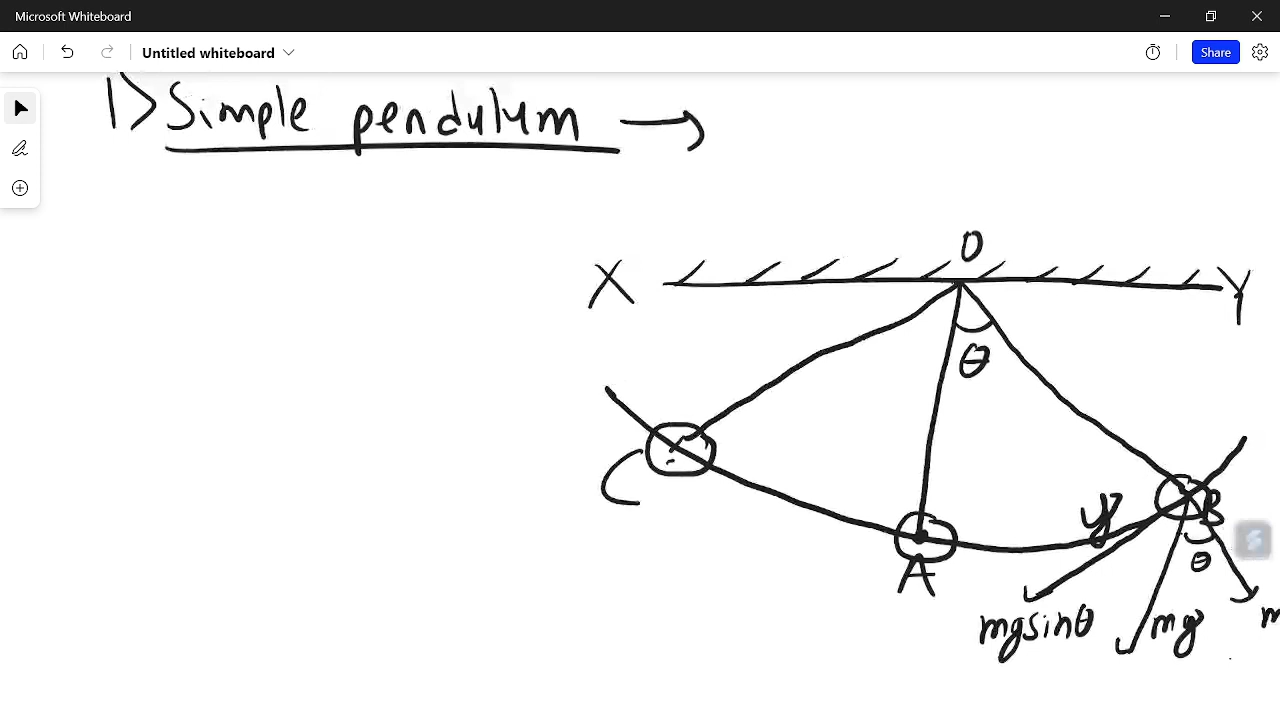 Microsoft Whiteboard
Untitled whiteboard
Share
1> Simple pendulum →
O
X
Y
θ
C
y
B
A
θ
mgsinθ
mg
m